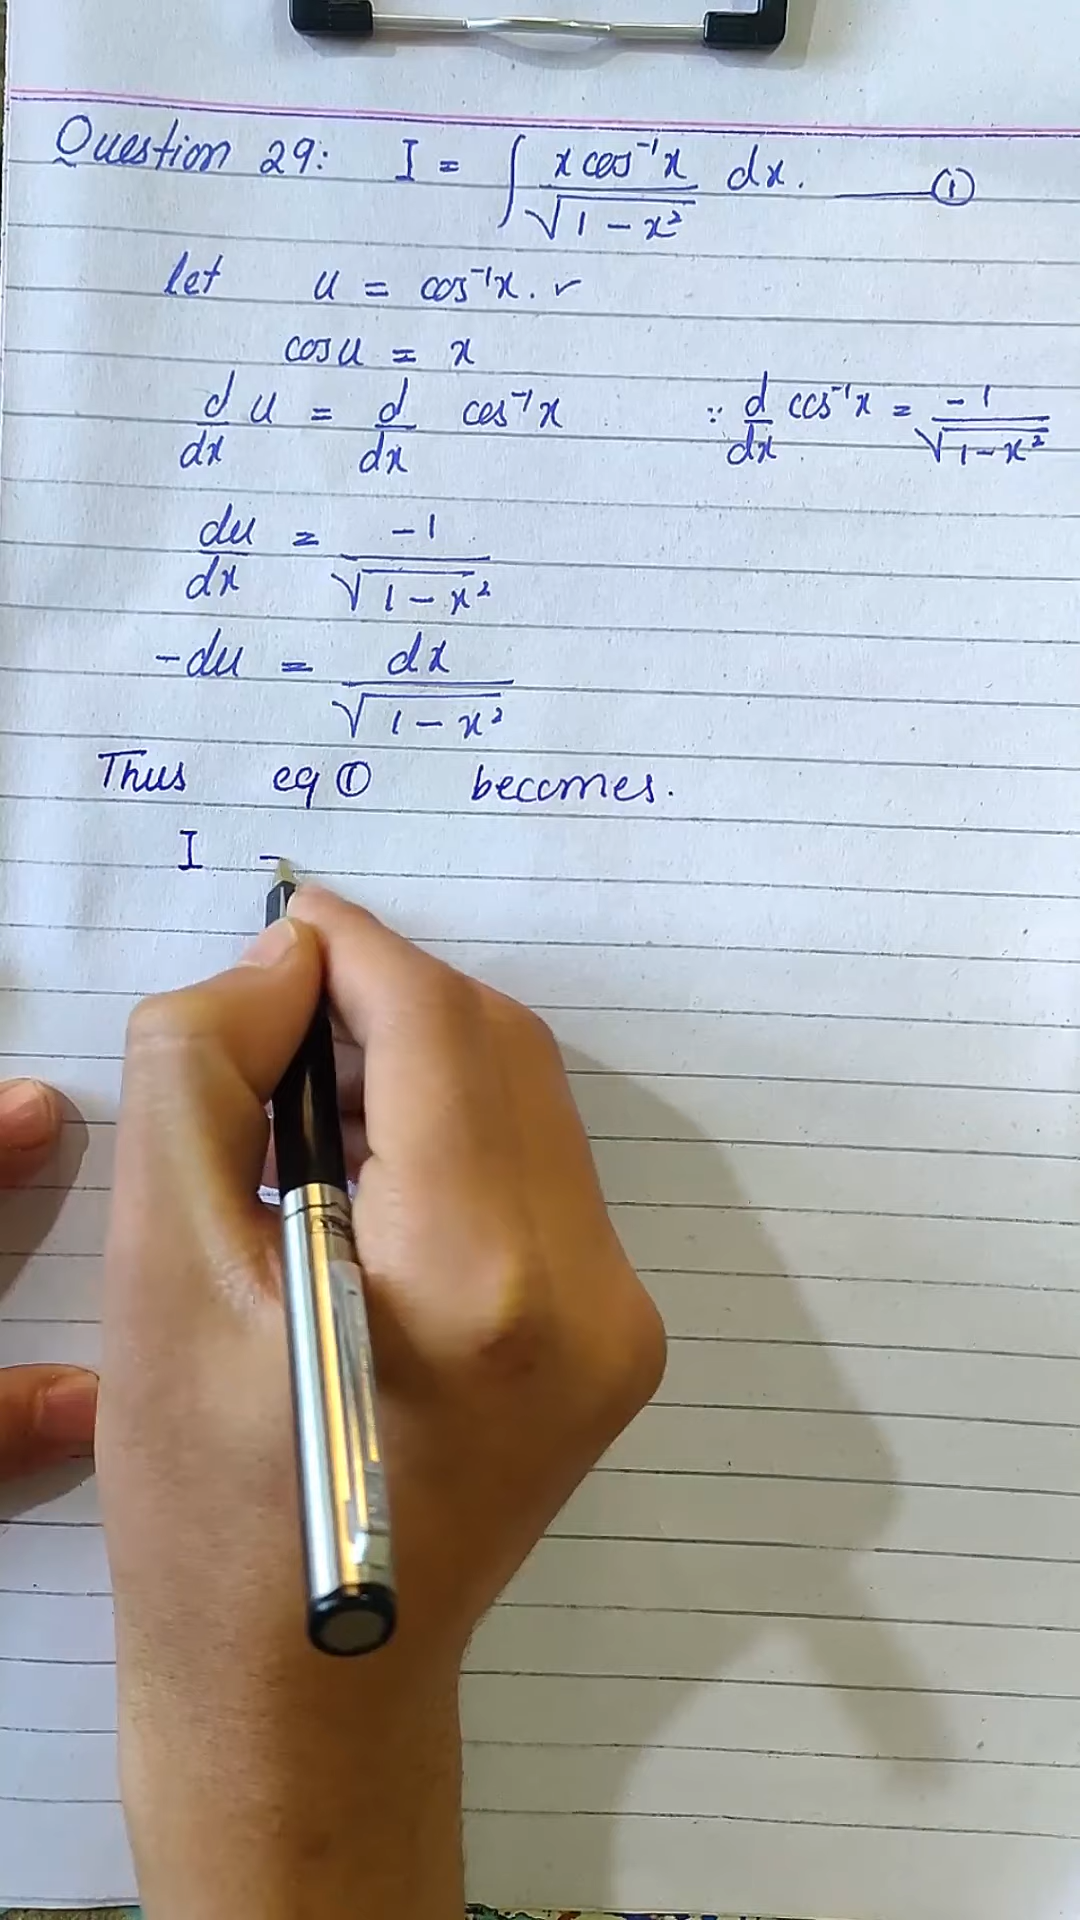 Question 29: I = ∫ x cos⁻¹x / √(1 - x²) dx. ——— ①
let u = cos⁻¹x. ✓
cos u = x
d/dx u = d/dx cos⁻¹x ∵ d/dx cos⁻¹x = -1/√(1-x²)
du/dx = -1/√(1-x²)
-du = dx/√(1-x²)
Thus eq ① becomes.
I -